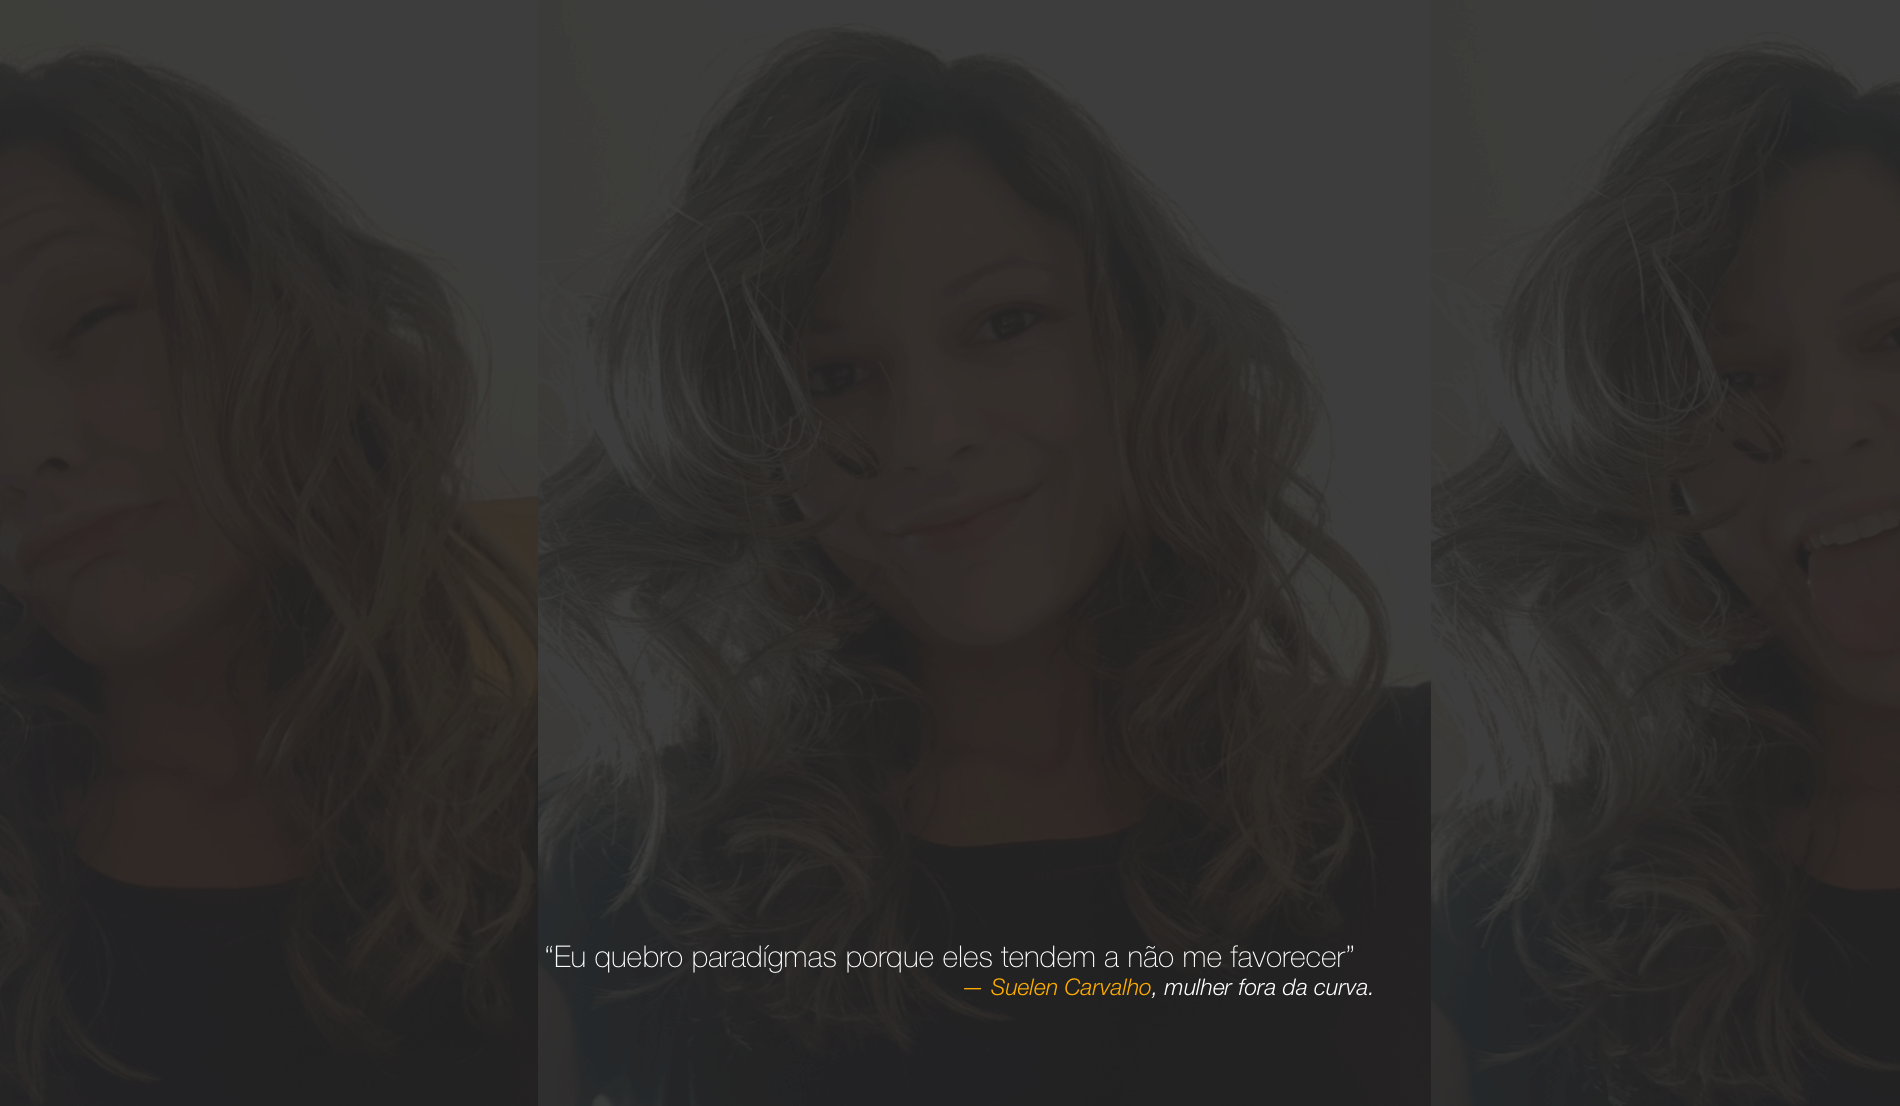 “Eu quebro paradígmas porque eles tendem a não me favorecer”
— Suelen Carvalho, mulher fora da curva.